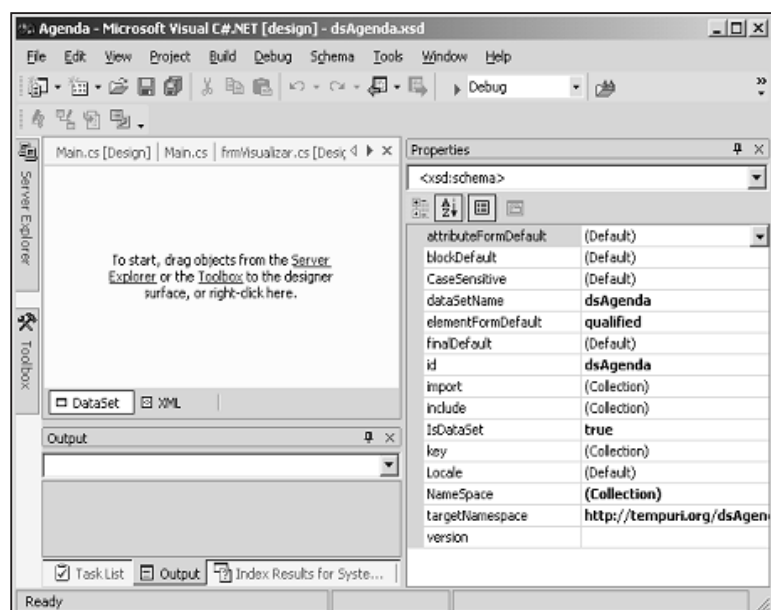 Agenda - Microsoft Visual C#.NET [design] - dsAgenda.xsd
File Edit View Project Build Debug Schema Tools Window Help
Debug
Server Explorer
Toolbox
Main.cs [Design] | Main.cs | frmVisualizar.cs [Desig
To start, drag objects from the Server
Explorer or the Toolbox to the designer
surface, or right-click here.
DataSet XML
Output
Task List Output Index Results for Syste...
Properties
<xsd:schema>
attributeFormDefault (Default)
blockDefault (Default)
CaseSensitive (Default)
dataSetName dsAgenda
elementFormDefault qualified
finalDefault (Default)
id dsAgenda
import (Collection)
include (Collection)
IsDataSet true
key (Collection)
Locale (Default)
NameSpace (Collection)
targetNamespace http://tempuri.org/dsAgen
version
Ready